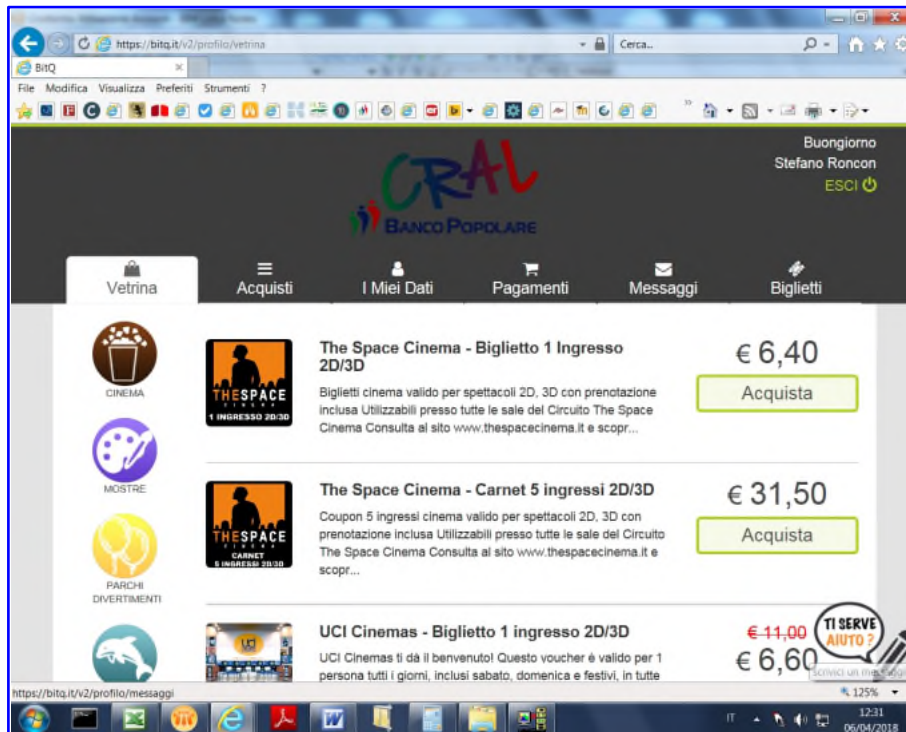 https://bitq.it/v2/profilo/vetrina
Cerca...
BitQ
File Modifica Visualizza Preferiti Strumenti ?
Buongiorno
Stefano Roncon
ESCI
CRAL
BANCO POPOLARE
Vetrina
Acquisti
I Miei Dati
Pagamenti
Messaggi
Biglietti
CINEMA
MOSTRE
PARCHI
DIVERTIMENTI
THE SPACE
CINEMA
1 INGRESSO 2D/3D
The Space Cinema - Biglietto 1 Ingresso
2D/3D
Biglietti cinema valido per spettacoli 2D, 3D con prenotazione
inclusa Utilizzabili presso tutte le sale del Circuito The Space
Cinema Consulta al sito www.thespacecinema.it e scopr...
€ 6,40
Acquista
THE SPACE
CINEMA
CARNET
5 INGRESSI 2D/3D
The Space Cinema - Carnet 5 ingressi 2D/3D
Coupon 5 ingressi cinema valido per spettacoli 2D, 3D con
prenotazione inclusa Utilizzabili presso tutte le sale del Circuito
The Space Cinema Consulta al sito www.thespacecinema.it e
scopr...
€ 31,50
Acquista
UCI
UCI Cinemas - Biglietto 1 ingresso 2D/3D
UCI Cinemas ti dà il benvenuto! Questo voucher è valido per 1
persona tutti i giorni, inclusi sabato, domenica e festivi, in tutte
€ 11,00
€ 6,60
TI SERVE
AIUTO ?
Scrivici un messaggi
https://bitq.it/v2/profilo/messaggi
125%
IT
12:31
06/04/2018